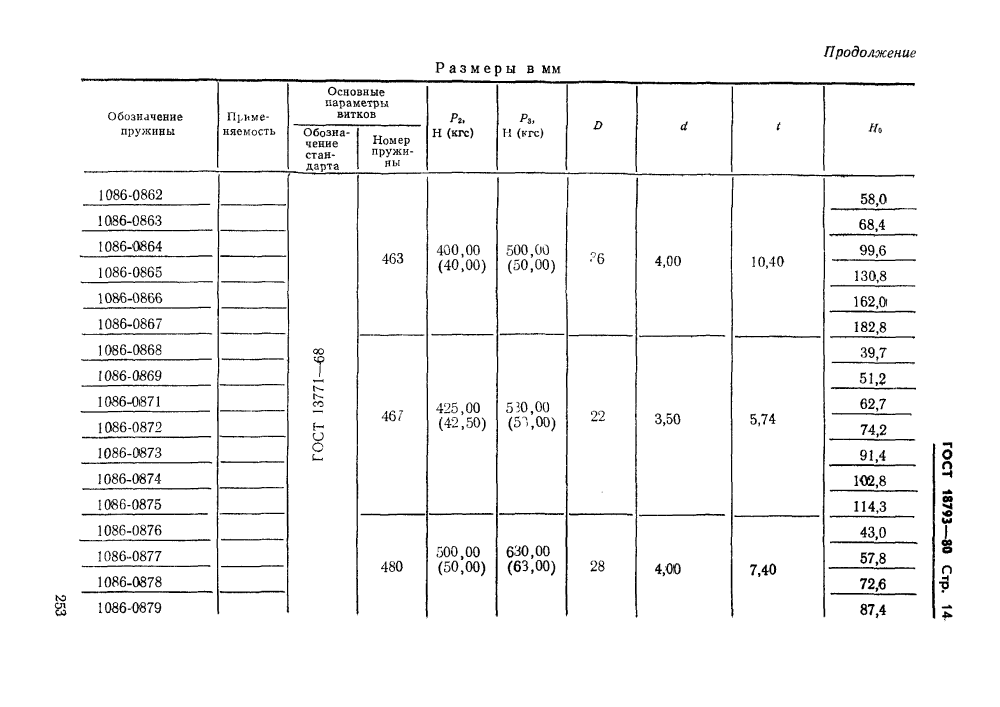 Продолжение
Размеры в мм
Обозначение пружины
Применяемость
Основные параметры витков
Обозначение стандарта
Номер пружины
P₂, Н (кгс)
P₃, Н (кгс)
D
d
t
H₀
1086-0862 58,0
1086-0863 68,4
1086-0864 99,6
1086-0865 130,8
1086-0866 162,0
1086-0867 182,8
463 400,00 (40,00) 500,00 (50,00) 4,00 10,40
1086-0868 39,7
1086-0869 51,2
1086-0871 62,7
1086-0872 74,2
1086-0873 91,4
1086-0874 102,8
1086-0875 114,3
467 425,00 (42,50) 530,00 (53,00) 22 3,50 5,74
1086-0876 43,0
1086-0877 57,8
1086-0878 72,6
1086-0879 87,4
480 500,00 (50,00) 630,00 (63,00) 28 4,00 7,40
ГОСТ 13771—68
ГОСТ 18793—80 Стр. 14
253